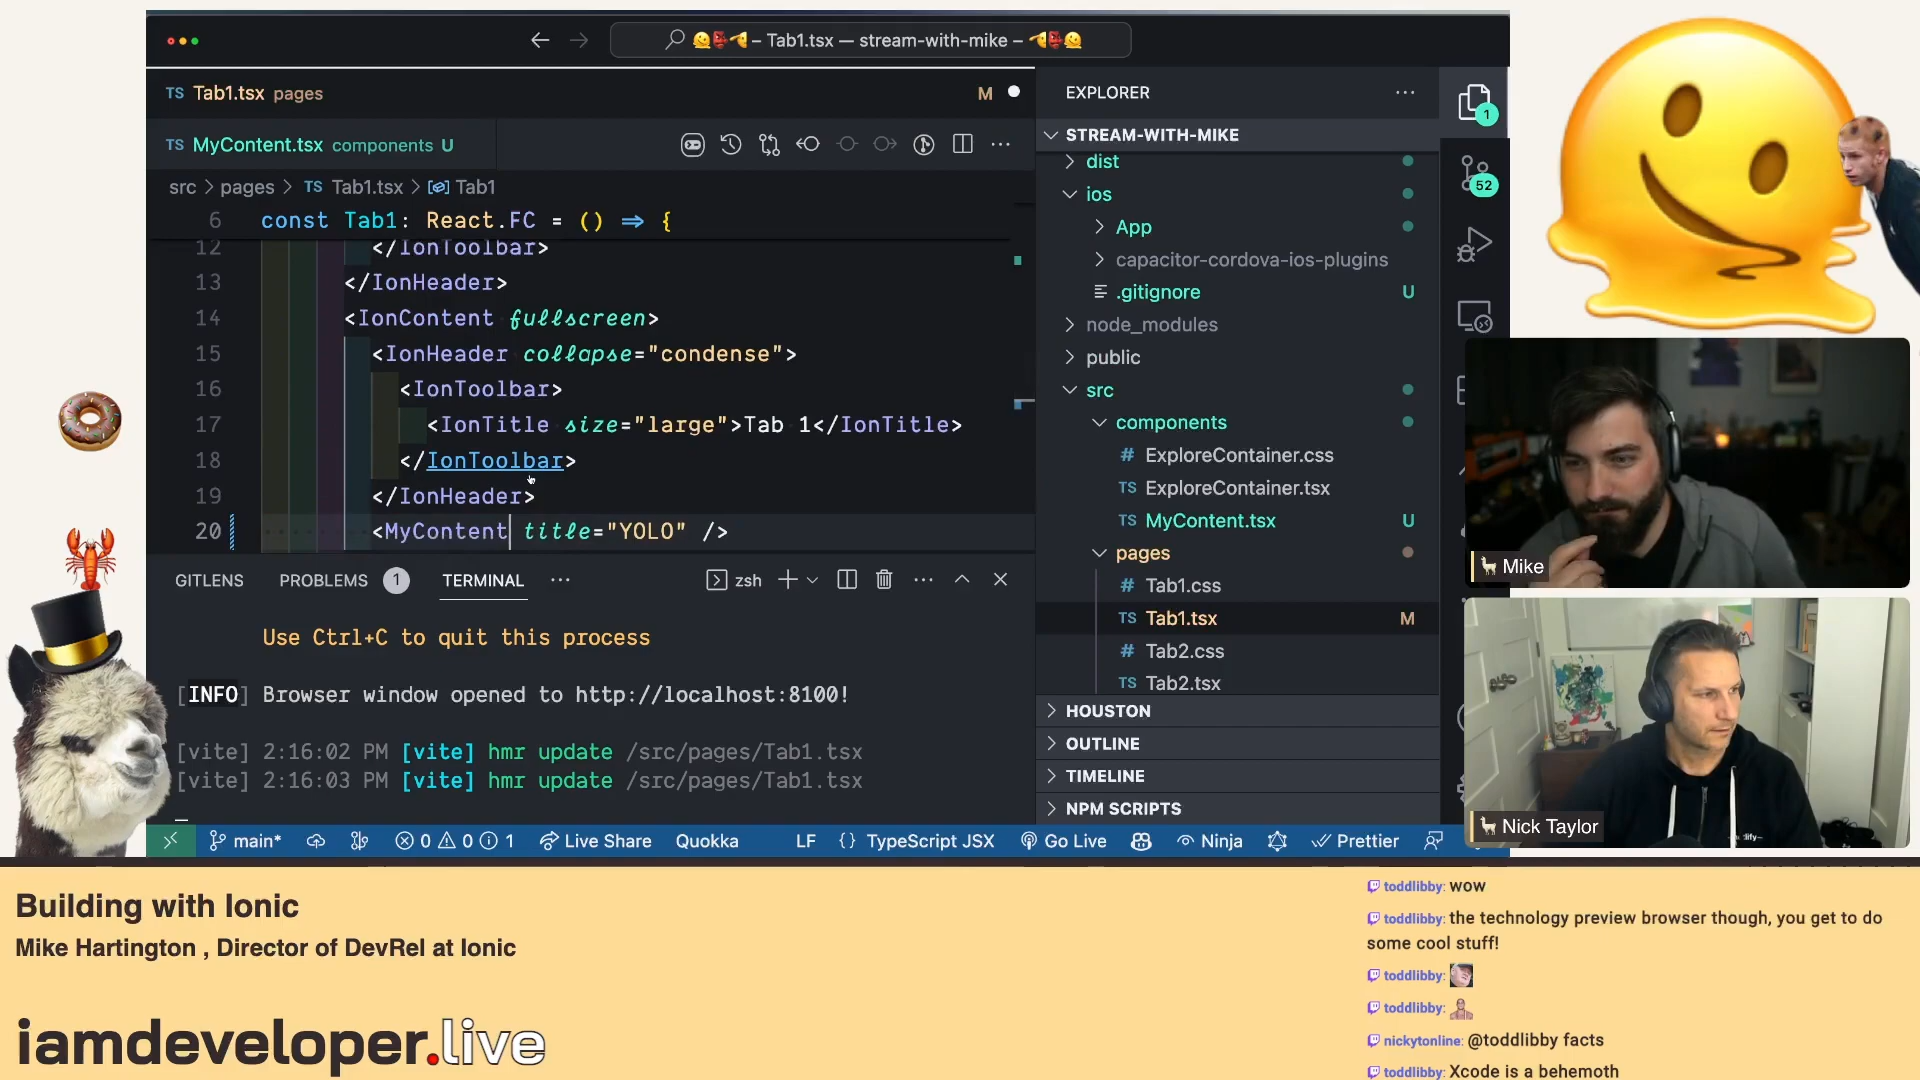 🫠👺🤜 – Tab1.tsx — stream-with-mike – 🤜👺🫠
TS Tab1.tsx pages M
TS MyContent.tsx components U
src > pages > TS Tab1.tsx > Tab1
6 const Tab1: React.FC = () => {
12 </IonToolbar>
13 </IonHeader>
14 <IonContent fullscreen>
15 <IonHeader collapse="condense">
16 <IonToolbar>
17 <IonTitle size="large">Tab 1</IonTitle>
18 </IonToolbar>
19 </IonHeader>
20 <MyContent title="YOLO" />
GITLENS PROBLEMS 1 TERMINAL ··· zsh
Use Ctrl+C to quit this process
[INFO] Browser window opened to http://localhost:8100!
[vite] 2:16:02 PM [vite] hmr update /src/pages/Tab1.tsx
[vite] 2:16:03 PM [vite] hmr update /src/pages/Tab1.tsx
main* 0 0 1 Live Share Quokka LF {} TypeScript JSX Go Live Ninja Prettier
EXPLORER
STREAM-WITH-MIKE
dist
ios
App
capacitor-cordova-ios-plugins
.gitignore U
node_modules
public
src
components
# ExploreContainer.css
TS ExploreContainer.tsx
TS MyContent.tsx U
pages
# Tab1.css
TS Tab1.tsx M
# Tab2.css
TS Tab2.tsx
HOUSTON
OUTLINE
TIMELINE
NPM SCRIPTS
1
52
Mike
Nick Taylor
Building with Ionic
Mike Hartington , Director of DevRel at Ionic
iamdeveloper.live
toddlibby: wow
toddlibby: the technology preview browser though, you get to do
some cool stuff!
toddlibby:
toddlibby:
nickytonline: @toddlibby facts
toddlibby: Xcode is a behemoth